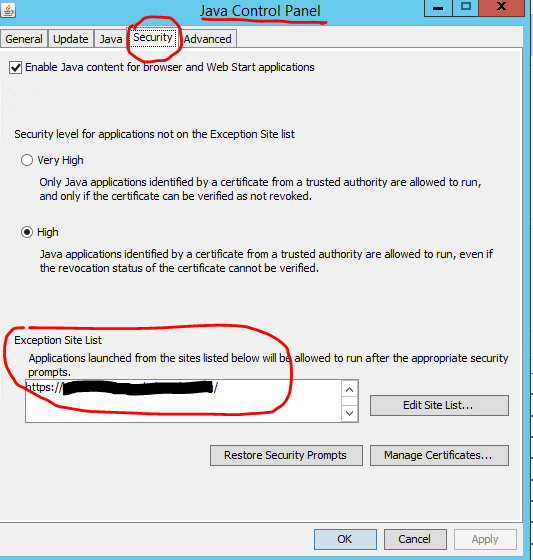 Java Control Panel
General Update Java Security Advanced
Enable Java content for browser and Web Start applications
Security level for applications not on the Exception Site list
Very High
Only Java applications identified by a certificate from a trusted authority are allowed to run,
and only if the certificate can be verified as not revoked.
High
Java applications identified by a certificate from a trusted authority are allowed to run, even if
the revocation status of the certificate cannot be verified.
Exception Site List
Applications launched from the sites listed below will be allowed to run after the appropriate security
prompts.
https:// /
Edit Site List...
Restore Security Prompts Manage Certificates...
OK Cancel Apply